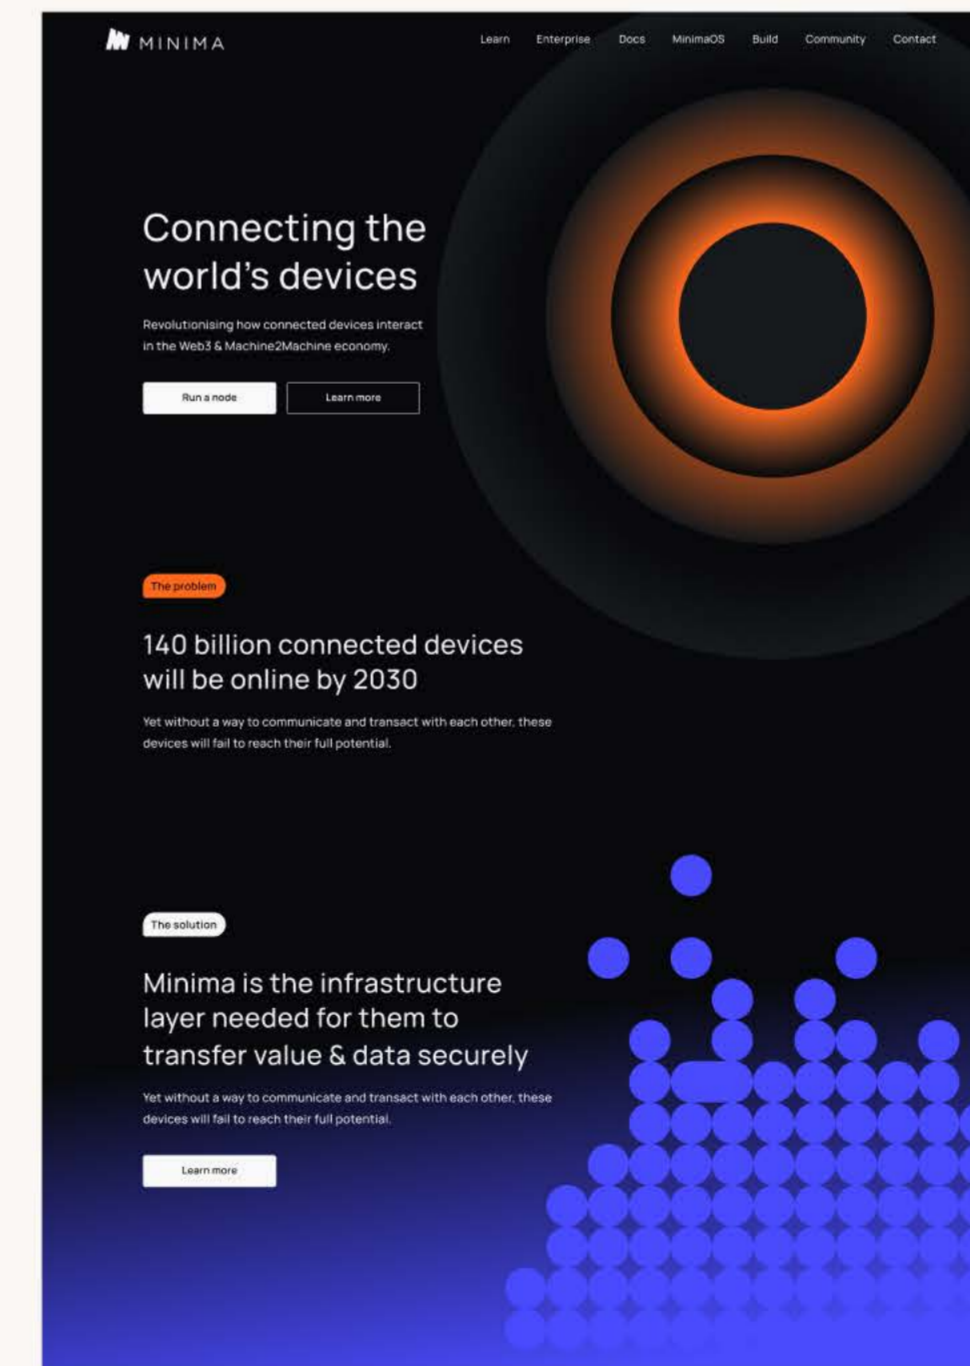 MINIMA
Learn Enterprise Docs MinimaOS Build Community Contact
Connecting the
world's devices
Revolutionising how connected devices interact
in the Web3 & Machine2Machine economy.
Run a node Learn more
The problem
140 billion connected devices
will be online by 2030
Yet without a way to communicate and transact with each other, these
devices will fail to reach their full potential.
The solution
Minima is the infrastructure
layer needed for them to
transfer value & data securely
Yet without a way to communicate and transact with each other, these
devices will fail to reach their full potential.
Learn more